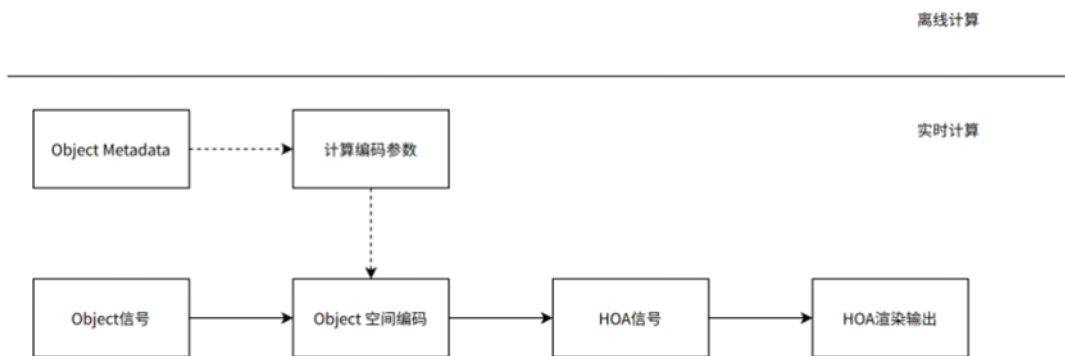 离线计算
实时计算
Object Metadata
计算编码参数
Object信号
Object 空间编码
HOA信号
HOA渲染输出